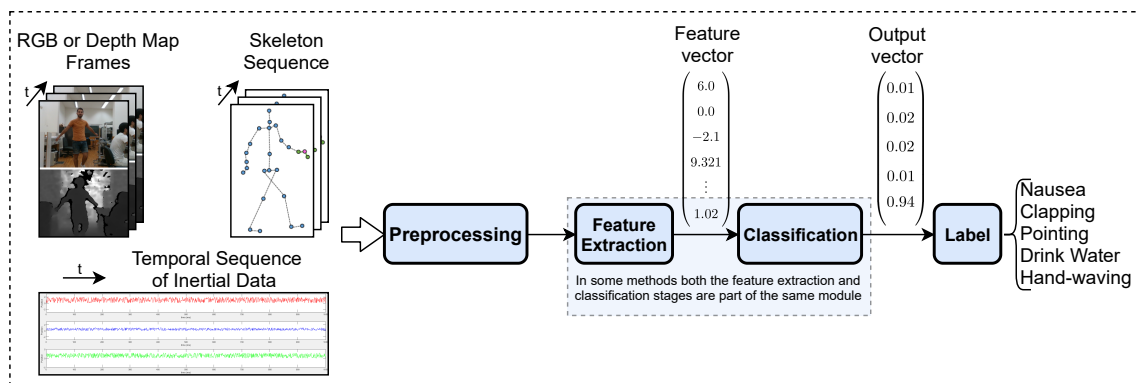 RGB or Depth Map
Frames
t
Skeleton
Sequence
t
t
Temporal Sequence
of Inertial Data
Preprocessing
Feature
Extraction
Feature
vector
6.0
0.0
−2.1
9.321
⋮
1.02
Classification
In some methods both the feature extraction and
classification stages are part of the same module
Output
vector
0.01
0.02
0.02
0.01
0.94
Label
Nausea
Clapping
Pointing
Drink Water
Hand-waving